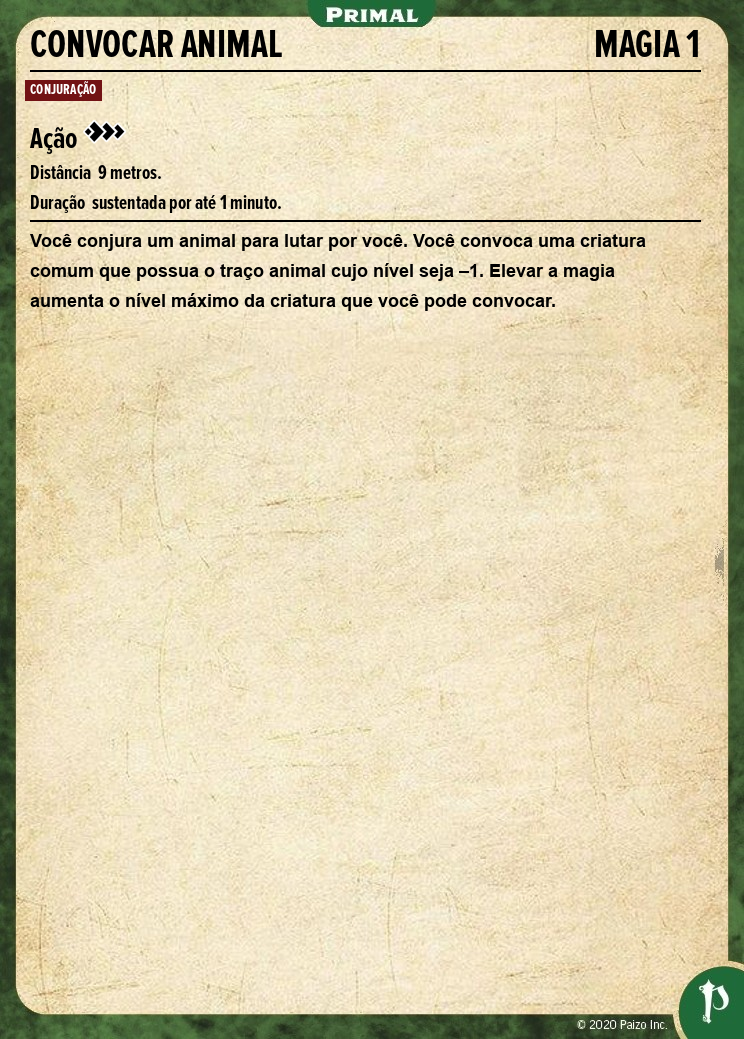 PRIMAL
CONVOCAR ANIMAL MAGIA 1
CONJURAÇÃO
Ação
Distância 9 metros.
Duração sustentada por até 1 minuto.
Você conjura um animal para lutar por você. Você convoca uma criatura
comum que possua o traço animal cujo nível seja –1. Elevar a magia
aumenta o nível máximo da criatura que você pode convocar.
© 2020 Paizo Inc.